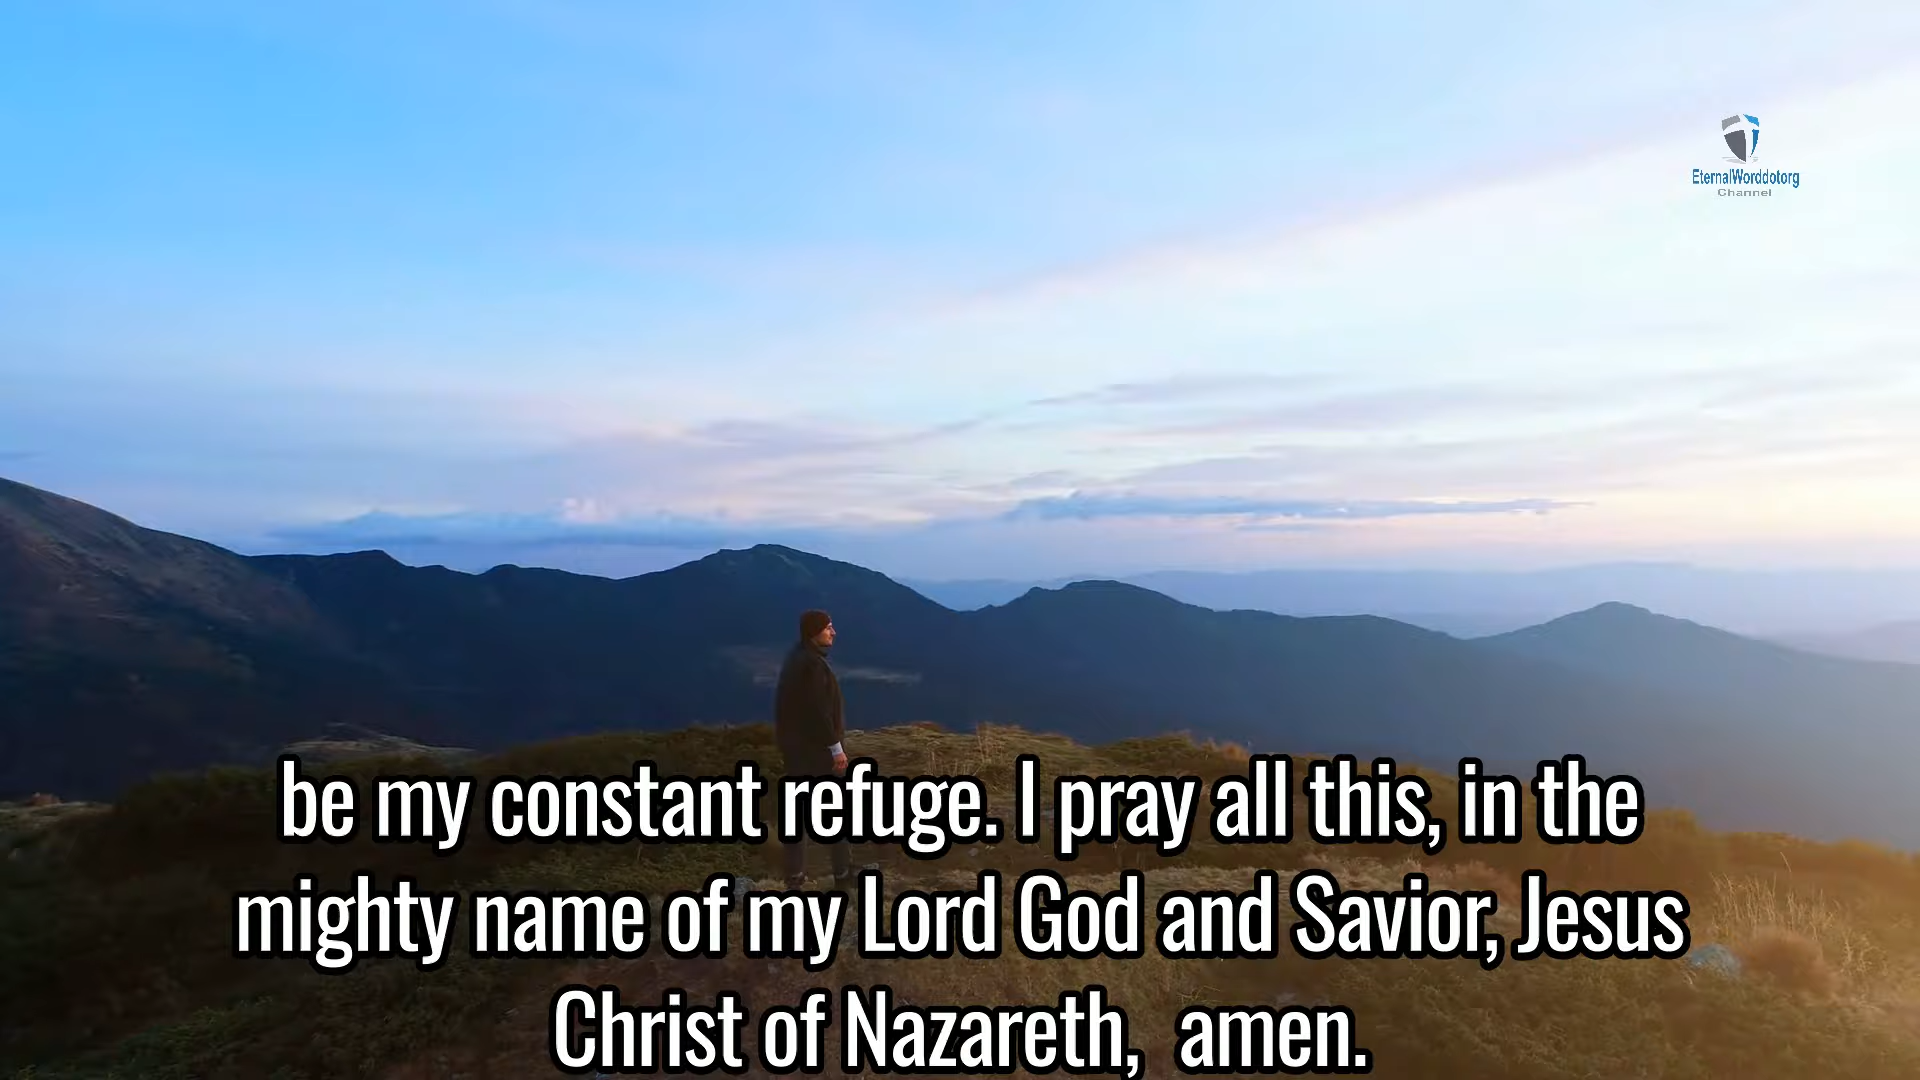 EternalWorddotorg
Channel
be my constant refuge. I pray all this, in the
mighty name of my Lord God and Savior, Jesus
Christ of Nazareth, amen.